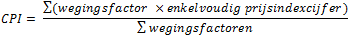 CPI = ∑(wegingsfactor × enkelvoudig prijsindexcijfer) / ∑ wegingsfactoren